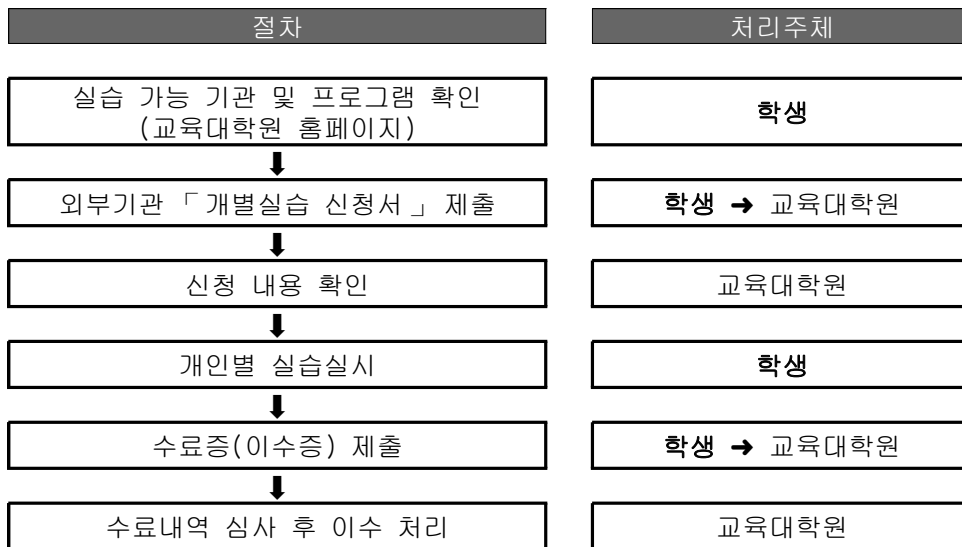 절차 처리주체
실습 가능 기관 및 프로그램 확인
(교육대학원 홈페이지)
학생
외부기관 「개별실습 신청서」 제출
학생 → 교육대학원
신청 내용 확인
교육대학원
개인별 실습실시
학생
수료증(이수증) 제출
학생 → 교육대학원
수료내역 심사 후 이수 처리
교육대학원